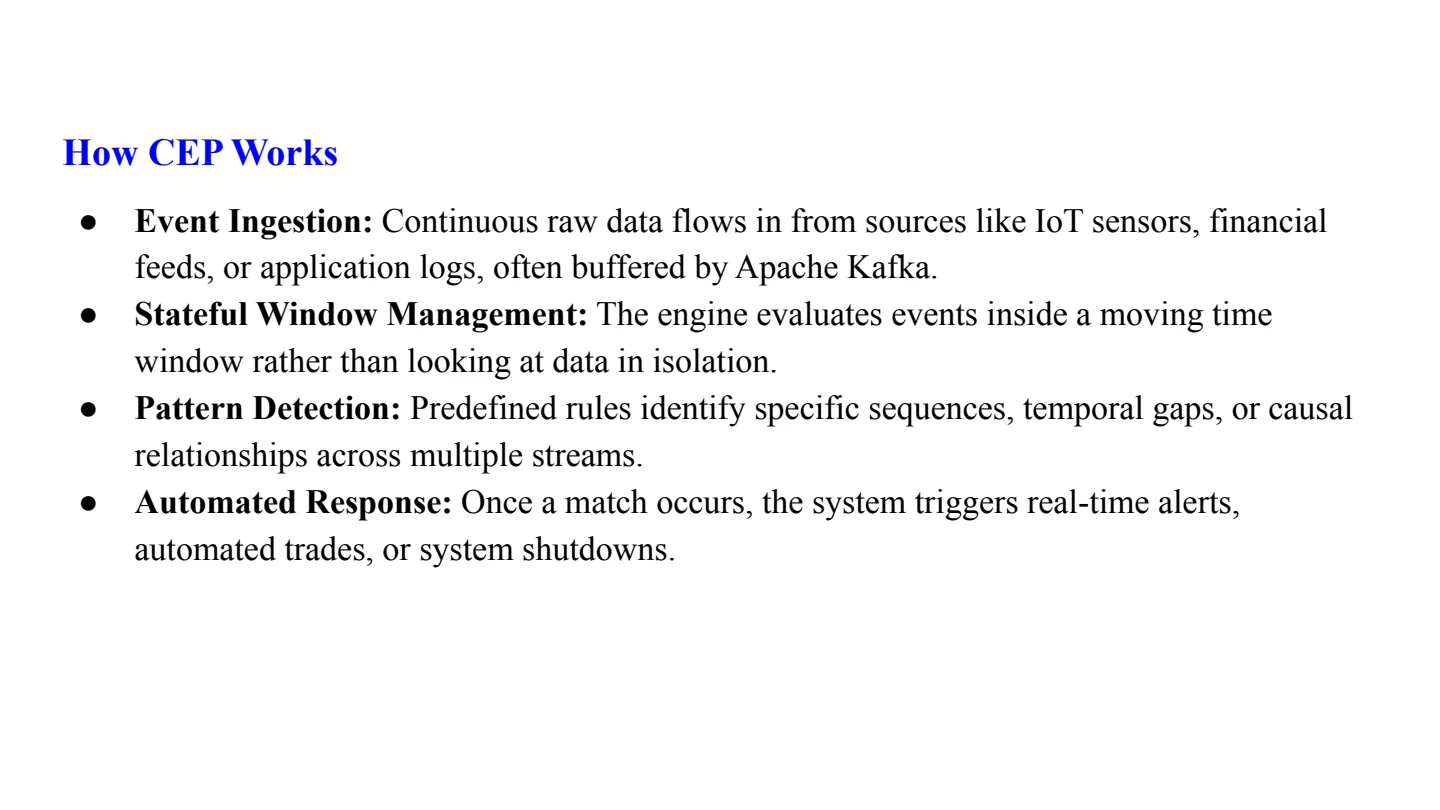 How CEP Works
● Event Ingestion: Continuous raw data flows in from sources like IoT sensors, financial
feeds, or application logs, often buffered by Apache Kafka.
● Stateful Window Management: The engine evaluates events inside a moving time
window rather than looking at data in isolation.
● Pattern Detection: Predefined rules identify specific sequences, temporal gaps, or causal
relationships across multiple streams.
● Automated Response: Once a match occurs, the system triggers real-time alerts,
automated trades, or system shutdowns.